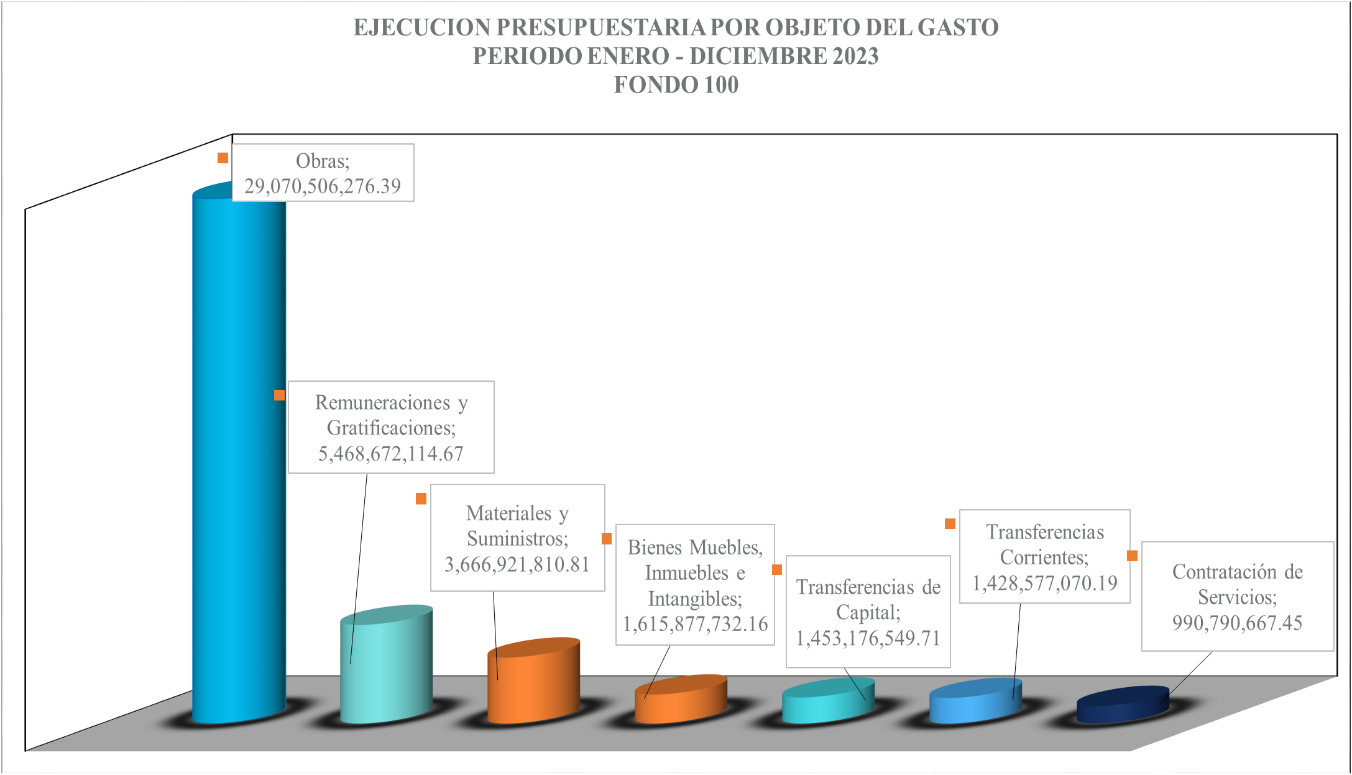 EJECUCION PRESUPUESTARIA POR OBJETO DEL GASTO
PERIODO ENERO - DICIEMBRE 2023
FONDO 100
Obras;
29,070,506,276.39
Remuneraciones y
Gratificaciones;
5,468,672,114.67
Materiales y
Suministros;
3,666,921,810.81
Bienes Muebles,
Inmuebles e
Intangibles;
1,615,877,732.16
Transferencias de
Capital;
1,453,176,549.71
Transferencias
Corrientes;
1,428,577,070.19
Contratación de
Servicios;
990,790,667.45